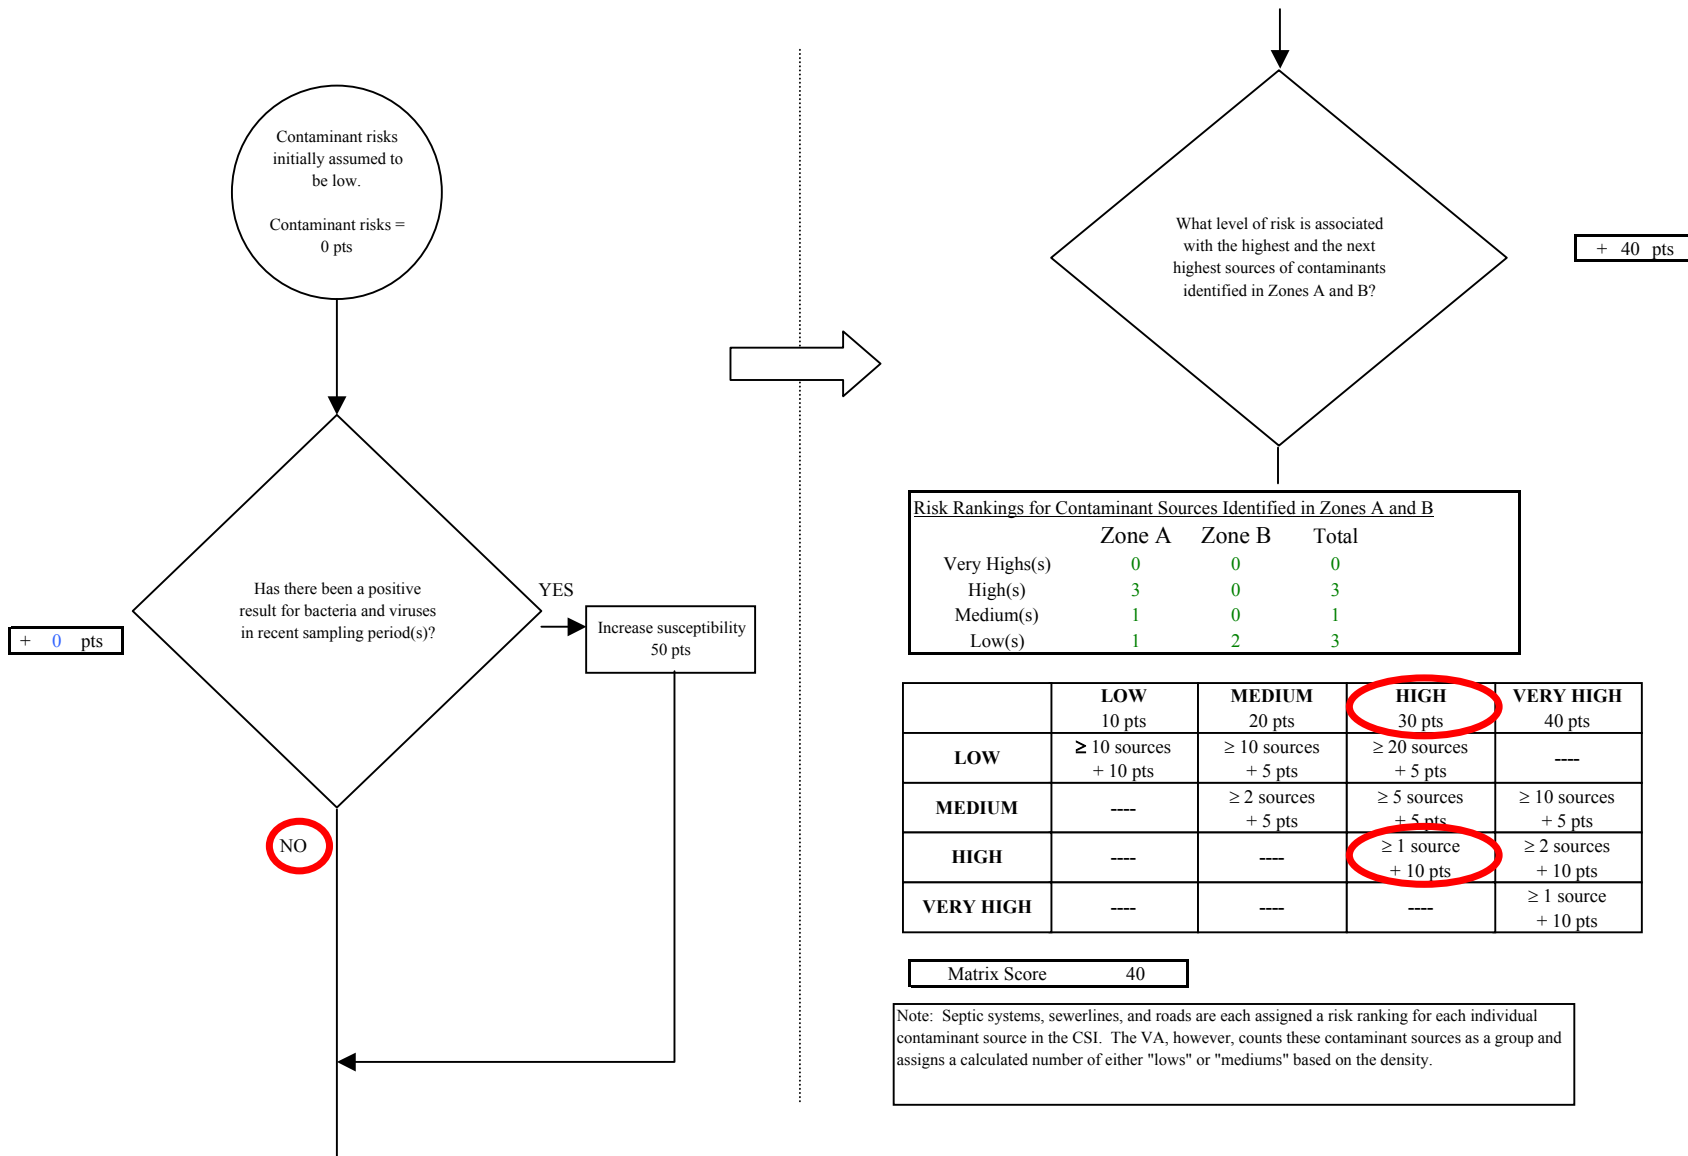 Contaminant risks
initially assumed to
be low.
Contaminant risks =
0 pts
Has there been a positive
result for bacteria and viruses
in recent sampling period(s)?
YES
+ 0 pts
Increase susceptibility
50 pts
NO
What level of risk is associated
with the highest and the next
highest sources of contaminants
identified in Zones A and B?
+ 40 pts
Risk Rankings for Contaminant Sources Identified in Zones A and B
Zone A Zone B Total
Very Highs(s) 0 0 0
High(s) 3 0 3
Medium(s) 1 0 1
Low(s) 1 2 3
LOW MEDIUM HIGH VERY HIGH
10 pts 20 pts 30 pts 40 pts
LOW ≥ 10 sources ≥ 10 sources ≥ 20 sources ----
+ 10 pts + 5 pts + 5 pts
MEDIUM ---- ≥ 2 sources ≥ 5 sources ≥ 10 sources
+ 5 pts + 5 pts + 5 pts
HIGH ---- ---- ≥ 1 source ≥ 2 sources
+ 10 pts + 10 pts
VERY HIGH ---- ---- ---- ≥ 1 source
+ 10 pts
Matrix Score 40
Note: Septic systems, sewerlines, and roads are each assigned a risk ranking for each individual
contaminant source in the CSI. The VA, however, counts these contaminant sources as a group and
assigns a calculated number of either "lows" or "mediums" based on the density.